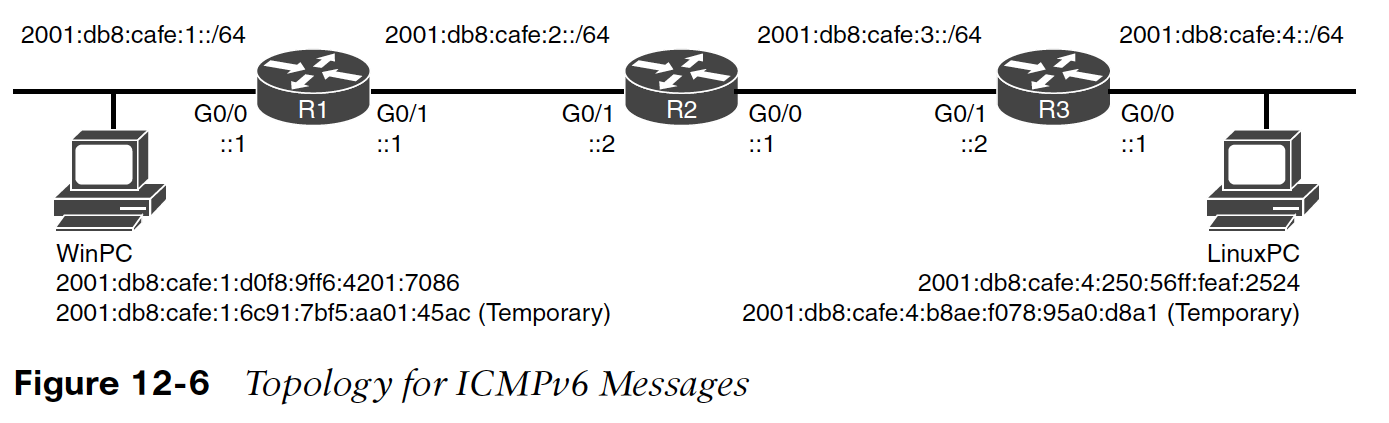 2001:db8:cafe:1::/64 2001:db8:cafe:2::/64 2001:db8:cafe:3::/64 2001:db8:cafe:4::/64
R1 R2 R3
G0/0 G0/1 G0/1 G0/0 G0/1 G0/0
::1 ::1 ::2 ::1 ::2 ::1
WinPC LinuxPC
2001:db8:cafe:1:d0f8:9ff6:4201:7086 2001:db8:cafe:4:250:56ff:feaf:2524
2001:db8:cafe:1:6c91:7bf5:aa01:45ac (Temporary) 2001:db8:cafe:4:b8ae:f078:95a0:d8a1 (Temporary)
Figure 12-6 Topology for ICMPv6 Messages